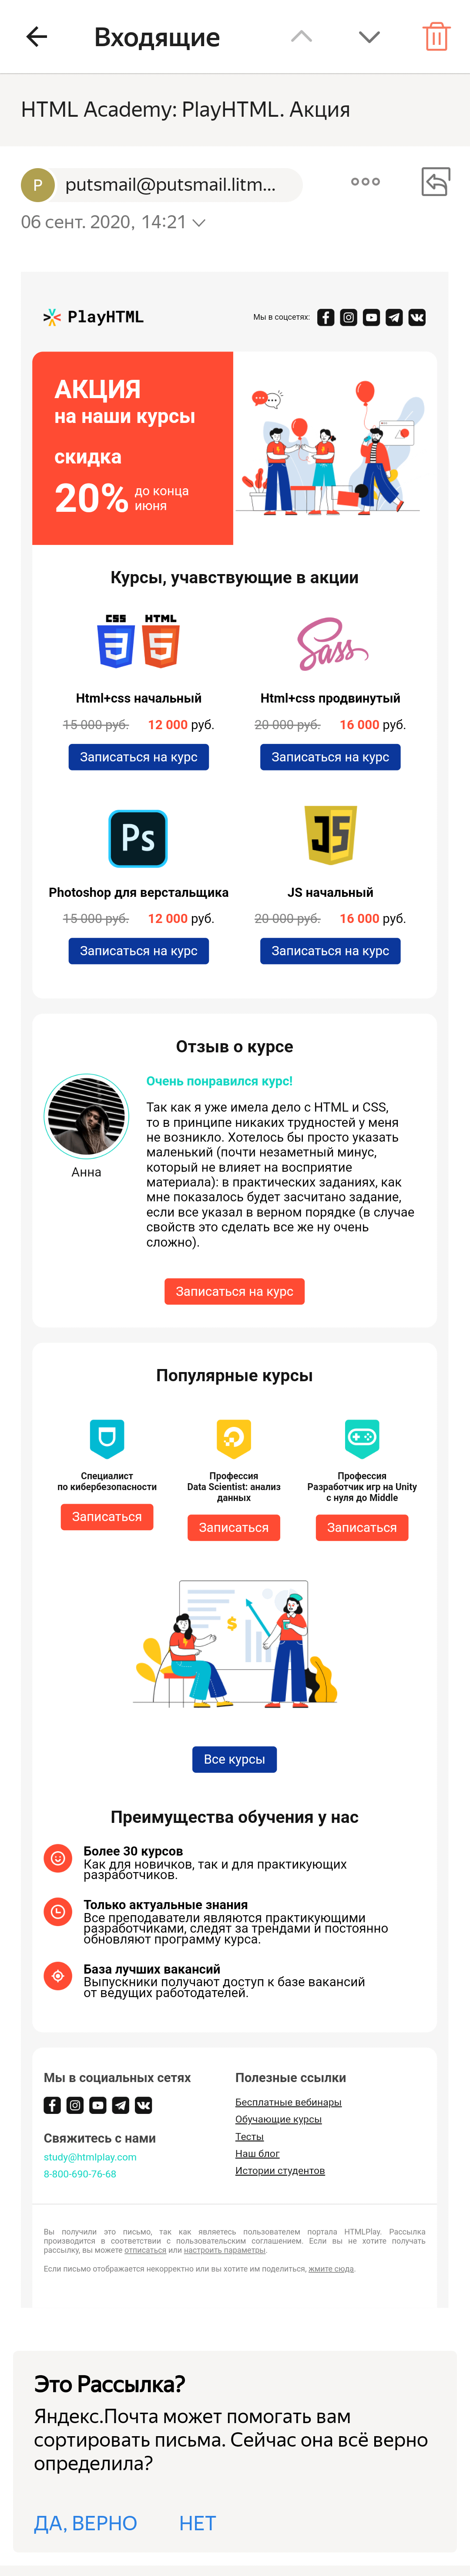 Входящие
HTML Academy: PlayHTML. Акция
P
putsmail@putsmail.litm...
06 сент. 2020, 14:21
PlayHTML
Мы в соцсетях:
АКЦИЯ
на наши курсы
скидка
20% до конца
июня
Курсы, учавствующие в акции
CSS HTML
3 5
Sass
Html+css начальный
Html+css продвинутый
15 000 руб. 12 000 руб.
20 000 руб. 16 000 руб.
Записаться на курс
Записаться на курс
Ps
JS
Photoshop для верстальщика
JS начальный
15 000 руб. 12 000 руб.
20 000 руб. 16 000 руб.
Записаться на курс
Записаться на курс
Отзыв о курсе
Очень понравился курс!
Так как я уже имела дело с HTML и CSS,
то в принципе никаких трудностей у меня
не возникло. Хотелось бы просто указать
маленький (почти незаметный минус,
который не влияет на восприятие
материала): в практических заданиях, как
мне показалось будет засчитано задание,
если все указал в верном порядке (в случае
свойств это сделать все же ну очень
сложно).
Анна
Записаться на курс
Популярные курсы
Специалист
по кибербезопасности
Записаться
Профессия
Data Scientist: анализ
данных
Записаться
Профессия
Разработчик игр на Unity
с нуля до Middle
Записаться
$
Все курсы
Преимущества обучения у нас
Более 30 курсов
Как для новичков, так и для практикующих
разработчиков.
Только актуальные знания
Все преподаватели являются практикующими
разработчиками, следят за трендами и постоянно
обновляют программу курса.
База лучших вакансий
Выпускники получают доступ к базе вакансий
от ведущих работодателей.
Мы в социальных сетях
Свяжитесь с нами
study@htmlplay.com
8-800-690-76-68
Полезные ссылки
Бесплатные вебинары
Обучающие курсы
Тесты
Наш блог
Истории студентов
Вы получили это письмо, так как являетесь пользователем портала HTMLPlay. Рассылка
производится в соответствии с пользовательским соглашением. Если вы не хотите получать
рассылку, вы можете отписаться или настроить параметры.
Если письмо отображается некорректно или вы хотите им поделиться, жмите сюда.
Это Рассылка?
Яндекс.Почта может помогать вам
сортировать письма. Сейчас она всё верно
определила?
ДА, ВЕРНО НЕТ